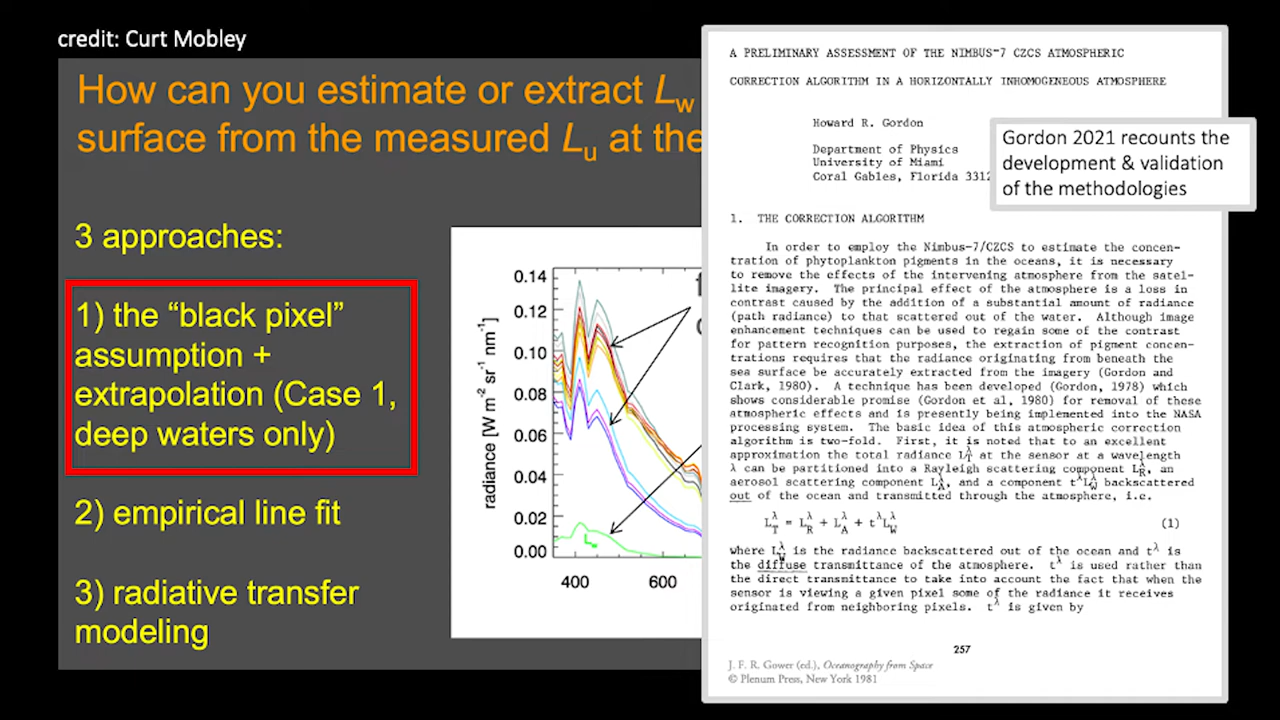 credit: Curt Mobley
How can you estimate or extract Lw
surface from the measured Lu at the
3 approaches:
1) the “black pixel”
assumption +
extrapolation (Case 1,
deep waters only)
2) empirical line fit
3) radiative transfer
modeling
radiance [W m-2 sr-1 nm-1]
0.14
0.12
0.10
0.08
0.06
0.04
0.02
0.00
400
600
Lw
A PRELIMINARY ASSESSMENT OF THE NIMBUS-7 CZCS ATMOSPHERIC
CORRECTION ALGORITHM IN A HORIZONTALLY INHOMOGENEOUS ATMOSPHERE
Howard R. Gordon
Department of Physics
University of Miami
Coral Gables, Florida 3312
Gordon 2021 recounts the
development & validation
of the methodologies
1. THE CORRECTION ALGORITHM
In order to employ the Nimbus-7/CZCS to estimate the concen-
tration of phytoplankton pigments in the oceans, it is necessary
to remove the effects of the intervening atmosphere from the satel-
lite imagery. The principal effect of the atmosphere is a loss in
contrast caused by the addition of a substantial amount of radiance
(path radiance) to that scattered out of the water. Although image
enhancement techniques can be used to regain some of the contrast
for pattern recognition purposes, the extraction of pigment concen-
trations requires that the radiance originating from beneath the
sea surface be accurately extracted from the imagery (Gordon and
Clark, 1980). A technique has been developed (Gordon, 1978) which
shows considerable promise (Gordon et al, 1980) for removal of these
atmospheric effects and is presently being implemented into the NASA
processing system. The basic idea of this atmospheric correction
algorithm is two-fold. First, it is noted that to an excellent
approximation the total radiance LTλ at the sensor at a wavelength
λ can be partitioned into a Rayleigh scattering component LRλ, an
aerosol scattering component LAλ, and a component tλLWλ backscattered
out of the ocean and transmitted through the atmosphere, i.e.
LTλ = LRλ + LAλ + tλLWλ (1)
where LWλ is the radiance backscattered out of the ocean and tλ is
the diffuse transmittance of the atmosphere. tλ is used rather than
the direct transmittance to take into account the fact that when the
sensor is viewing a given pixel some of the radiance it receives
originated from neighboring pixels. tλ is given by
257
J. F. R. Gower (ed.), Oceanography from Space
© Plenum Press, New York 1981